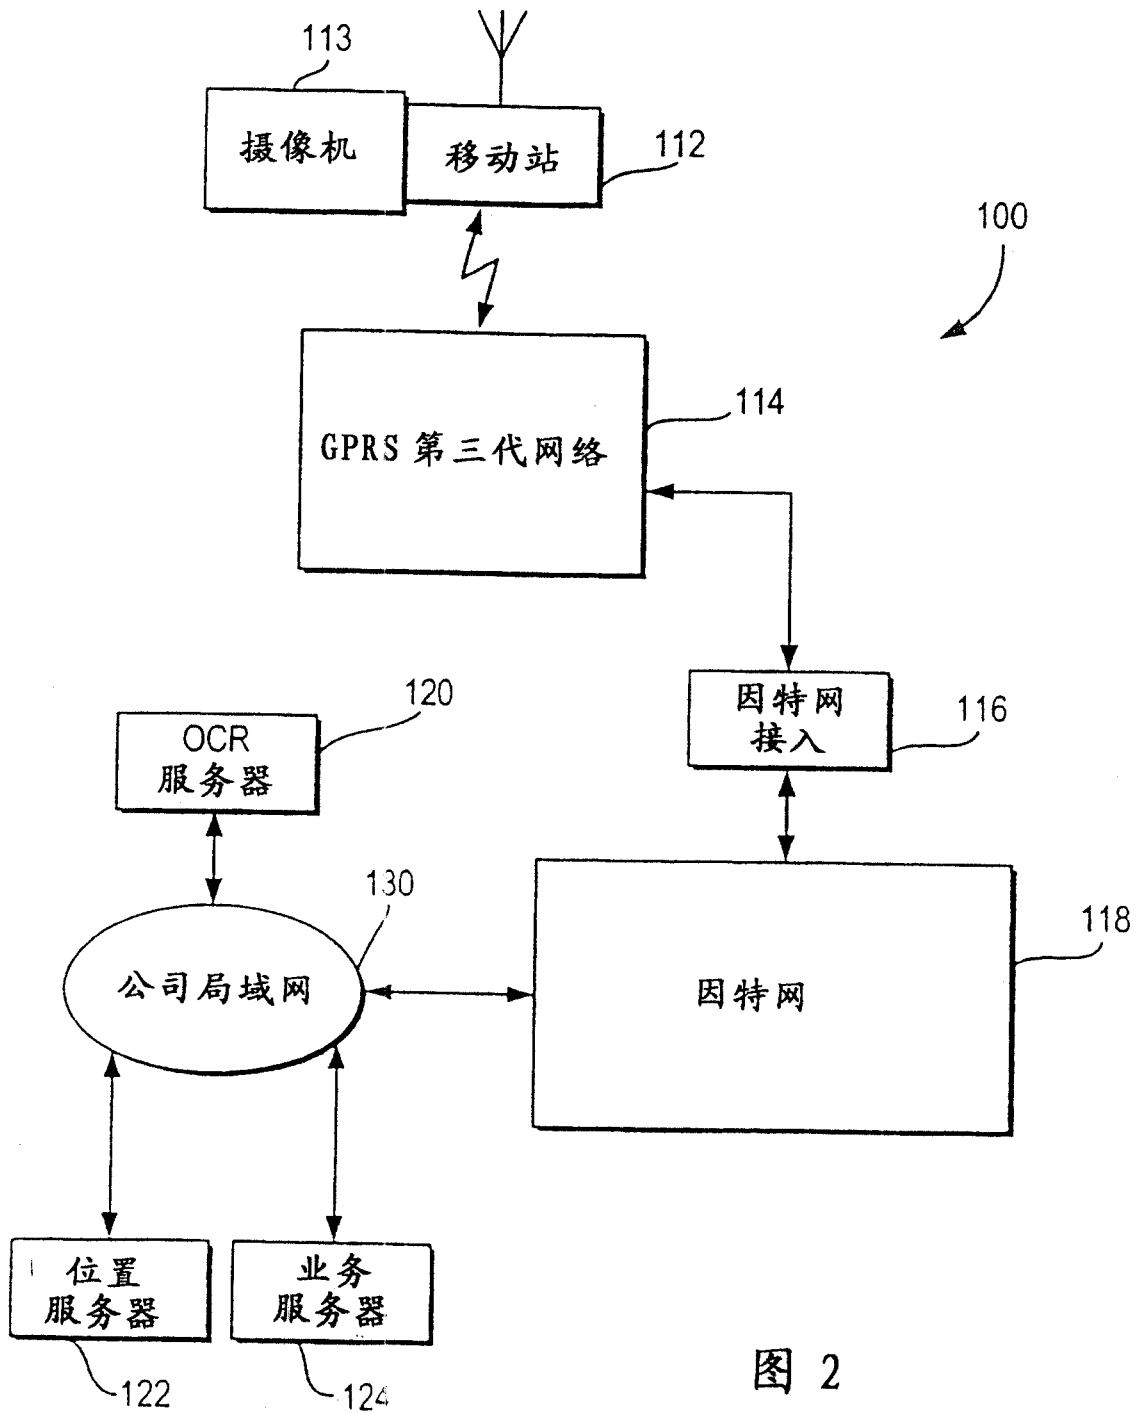 113
摄像机
移动站
112
100
GPRS 第三代网络
114
因特网
接入
116
OCR
服务器
120
130
公司局域网
因特网
118
位置
服务器
业务
服务器
122
124
图 2